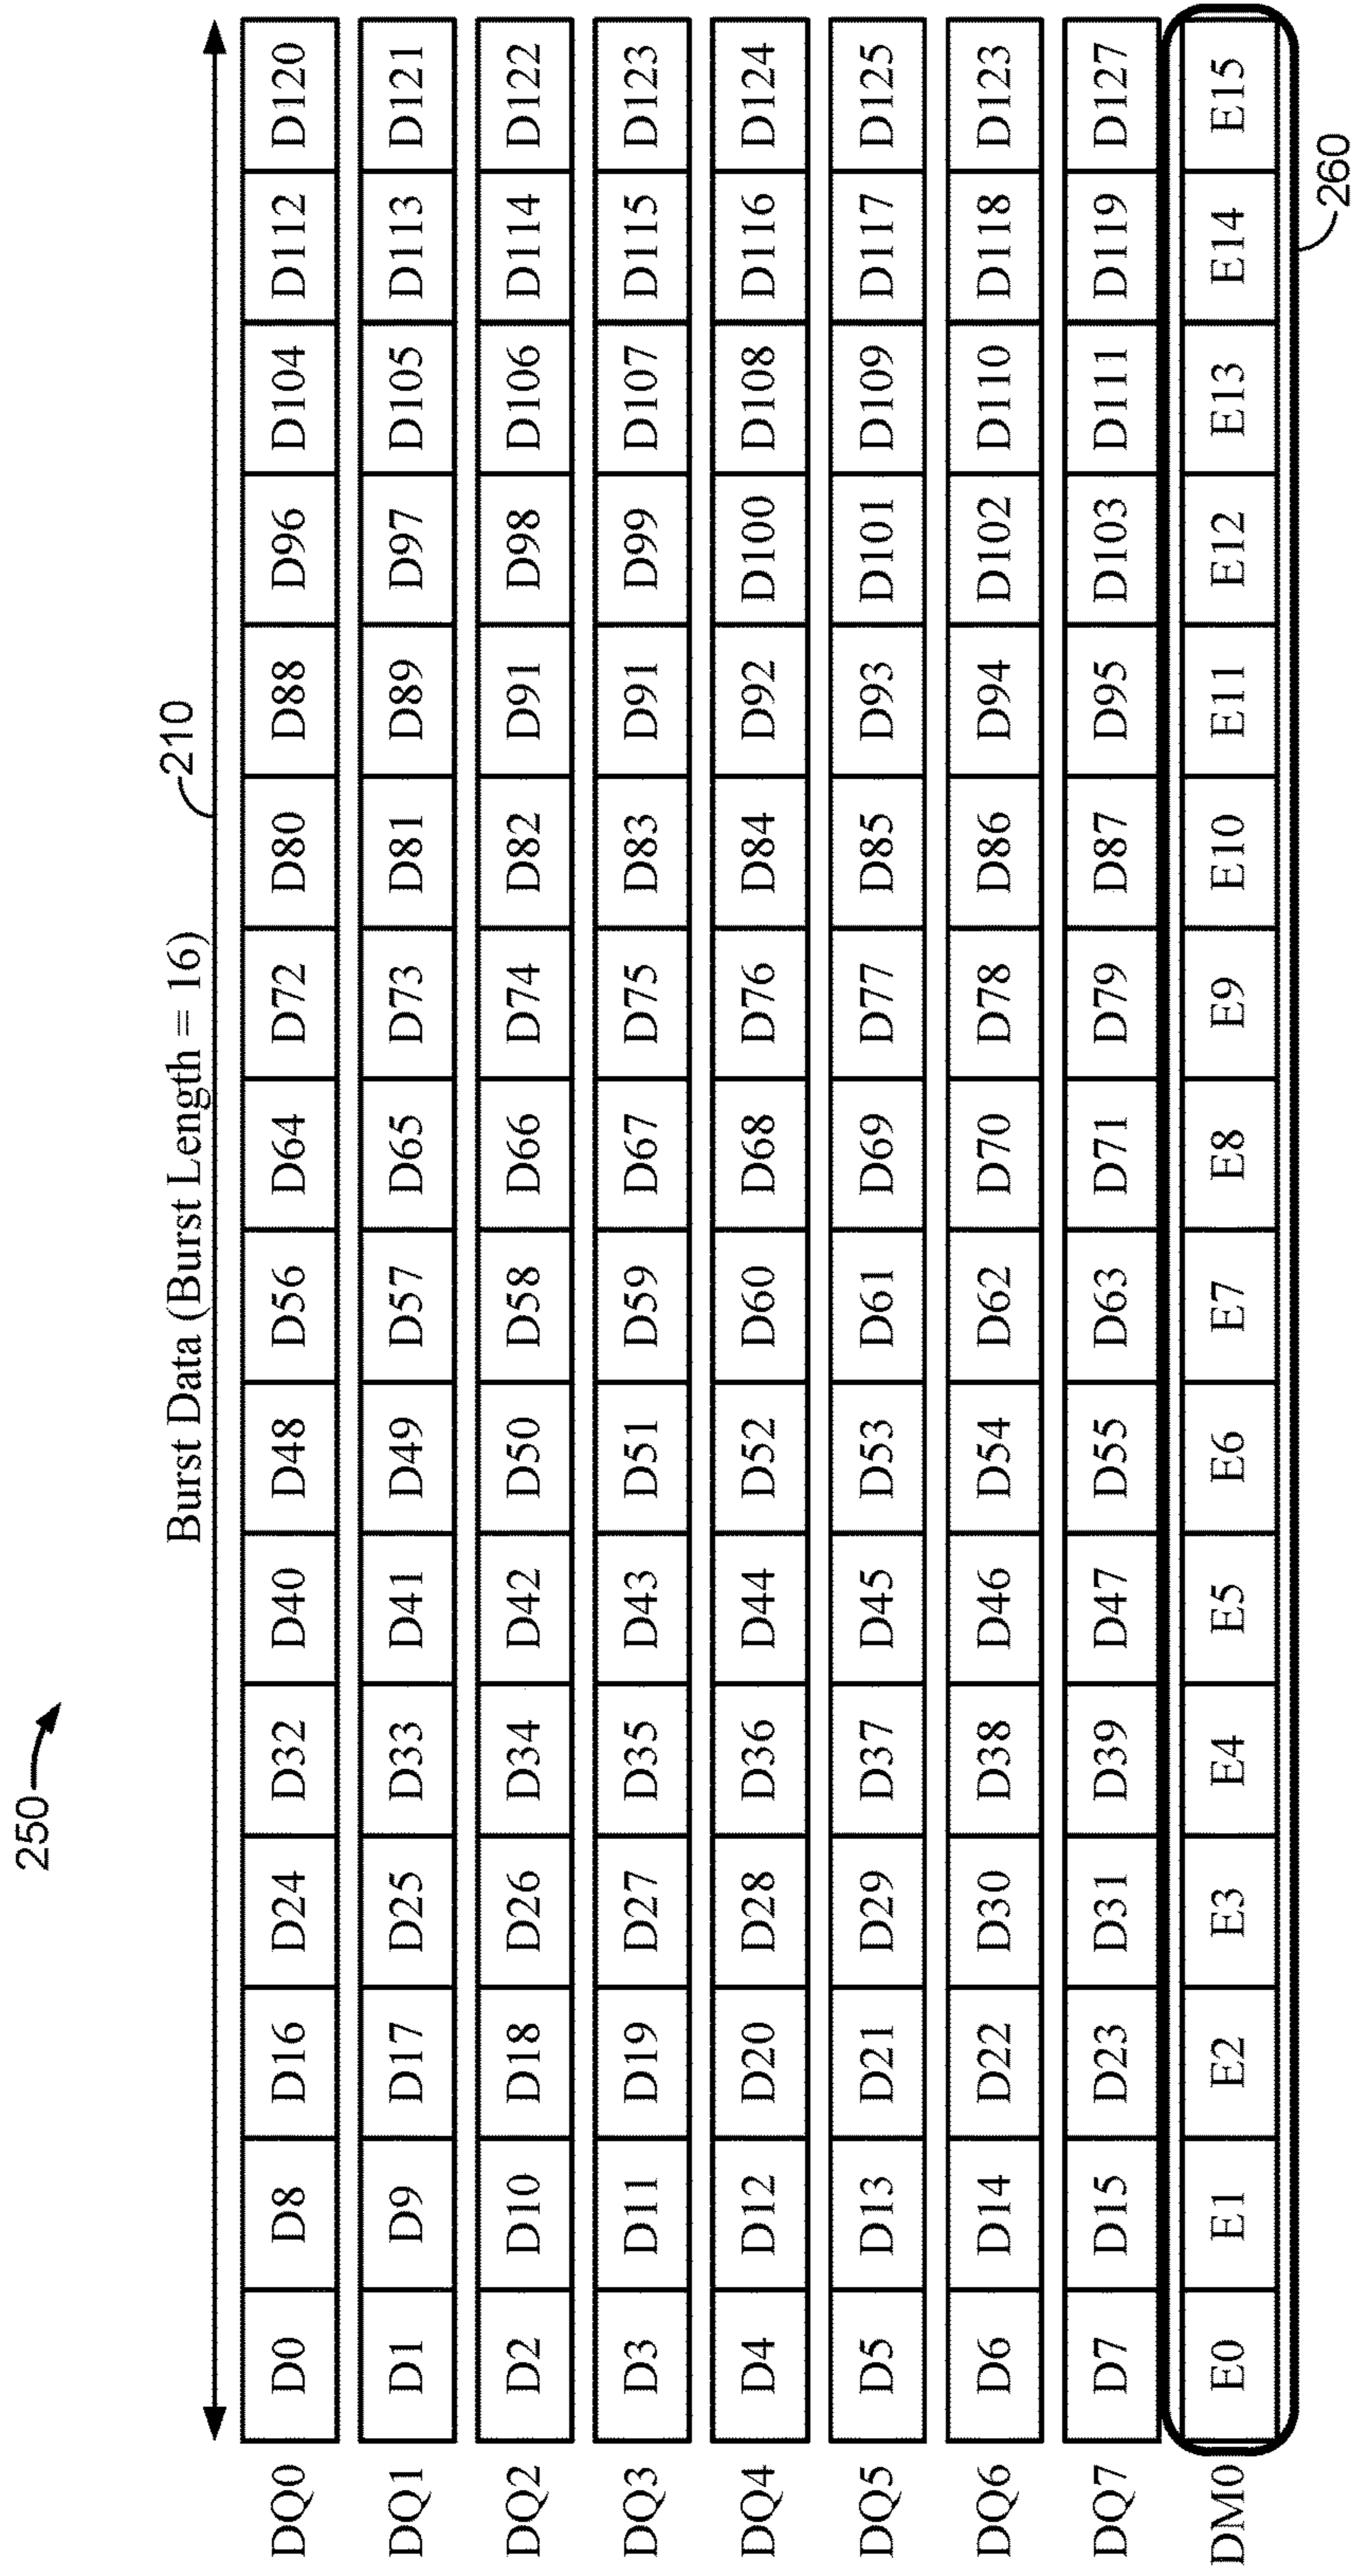 250
Burst Data (Burst Length = 16)
210
DQ0 D0 D8 D16 D24 D32 D40 D48 D56 D64 D72 D80 D88 D96 D104 D112 D120
DQ1 D1 D9 D17 D25 D33 D41 D49 D57 D65 D73 D81 D89 D97 D105 D113 D121
DQ2 D2 D10 D18 D26 D34 D42 D50 D58 D66 D74 D82 D91 D98 D106 D114 D122
DQ3 D3 D11 D19 D27 D35 D43 D51 D59 D67 D75 D83 D91 D99 D107 D115 D123
DQ4 D4 D12 D20 D28 D36 D44 D52 D60 D68 D76 D84 D92 D100 D108 D116 D124
DQ5 D5 D13 D21 D29 D37 D45 D53 D61 D69 D77 D85 D93 D101 D109 D117 D125
DQ6 D6 D14 D22 D30 D38 D46 D54 D62 D70 D78 D86 D94 D102 D110 D118 D123
DQ7 D7 D15 D23 D31 D39 D47 D55 D63 D71 D79 D87 D95 D103 D111 D119 D127
DM0 E0 E1 E2 E3 E4 E5 E6 E7 E8 E9 E10 E11 E12 E13 E14 E15
260